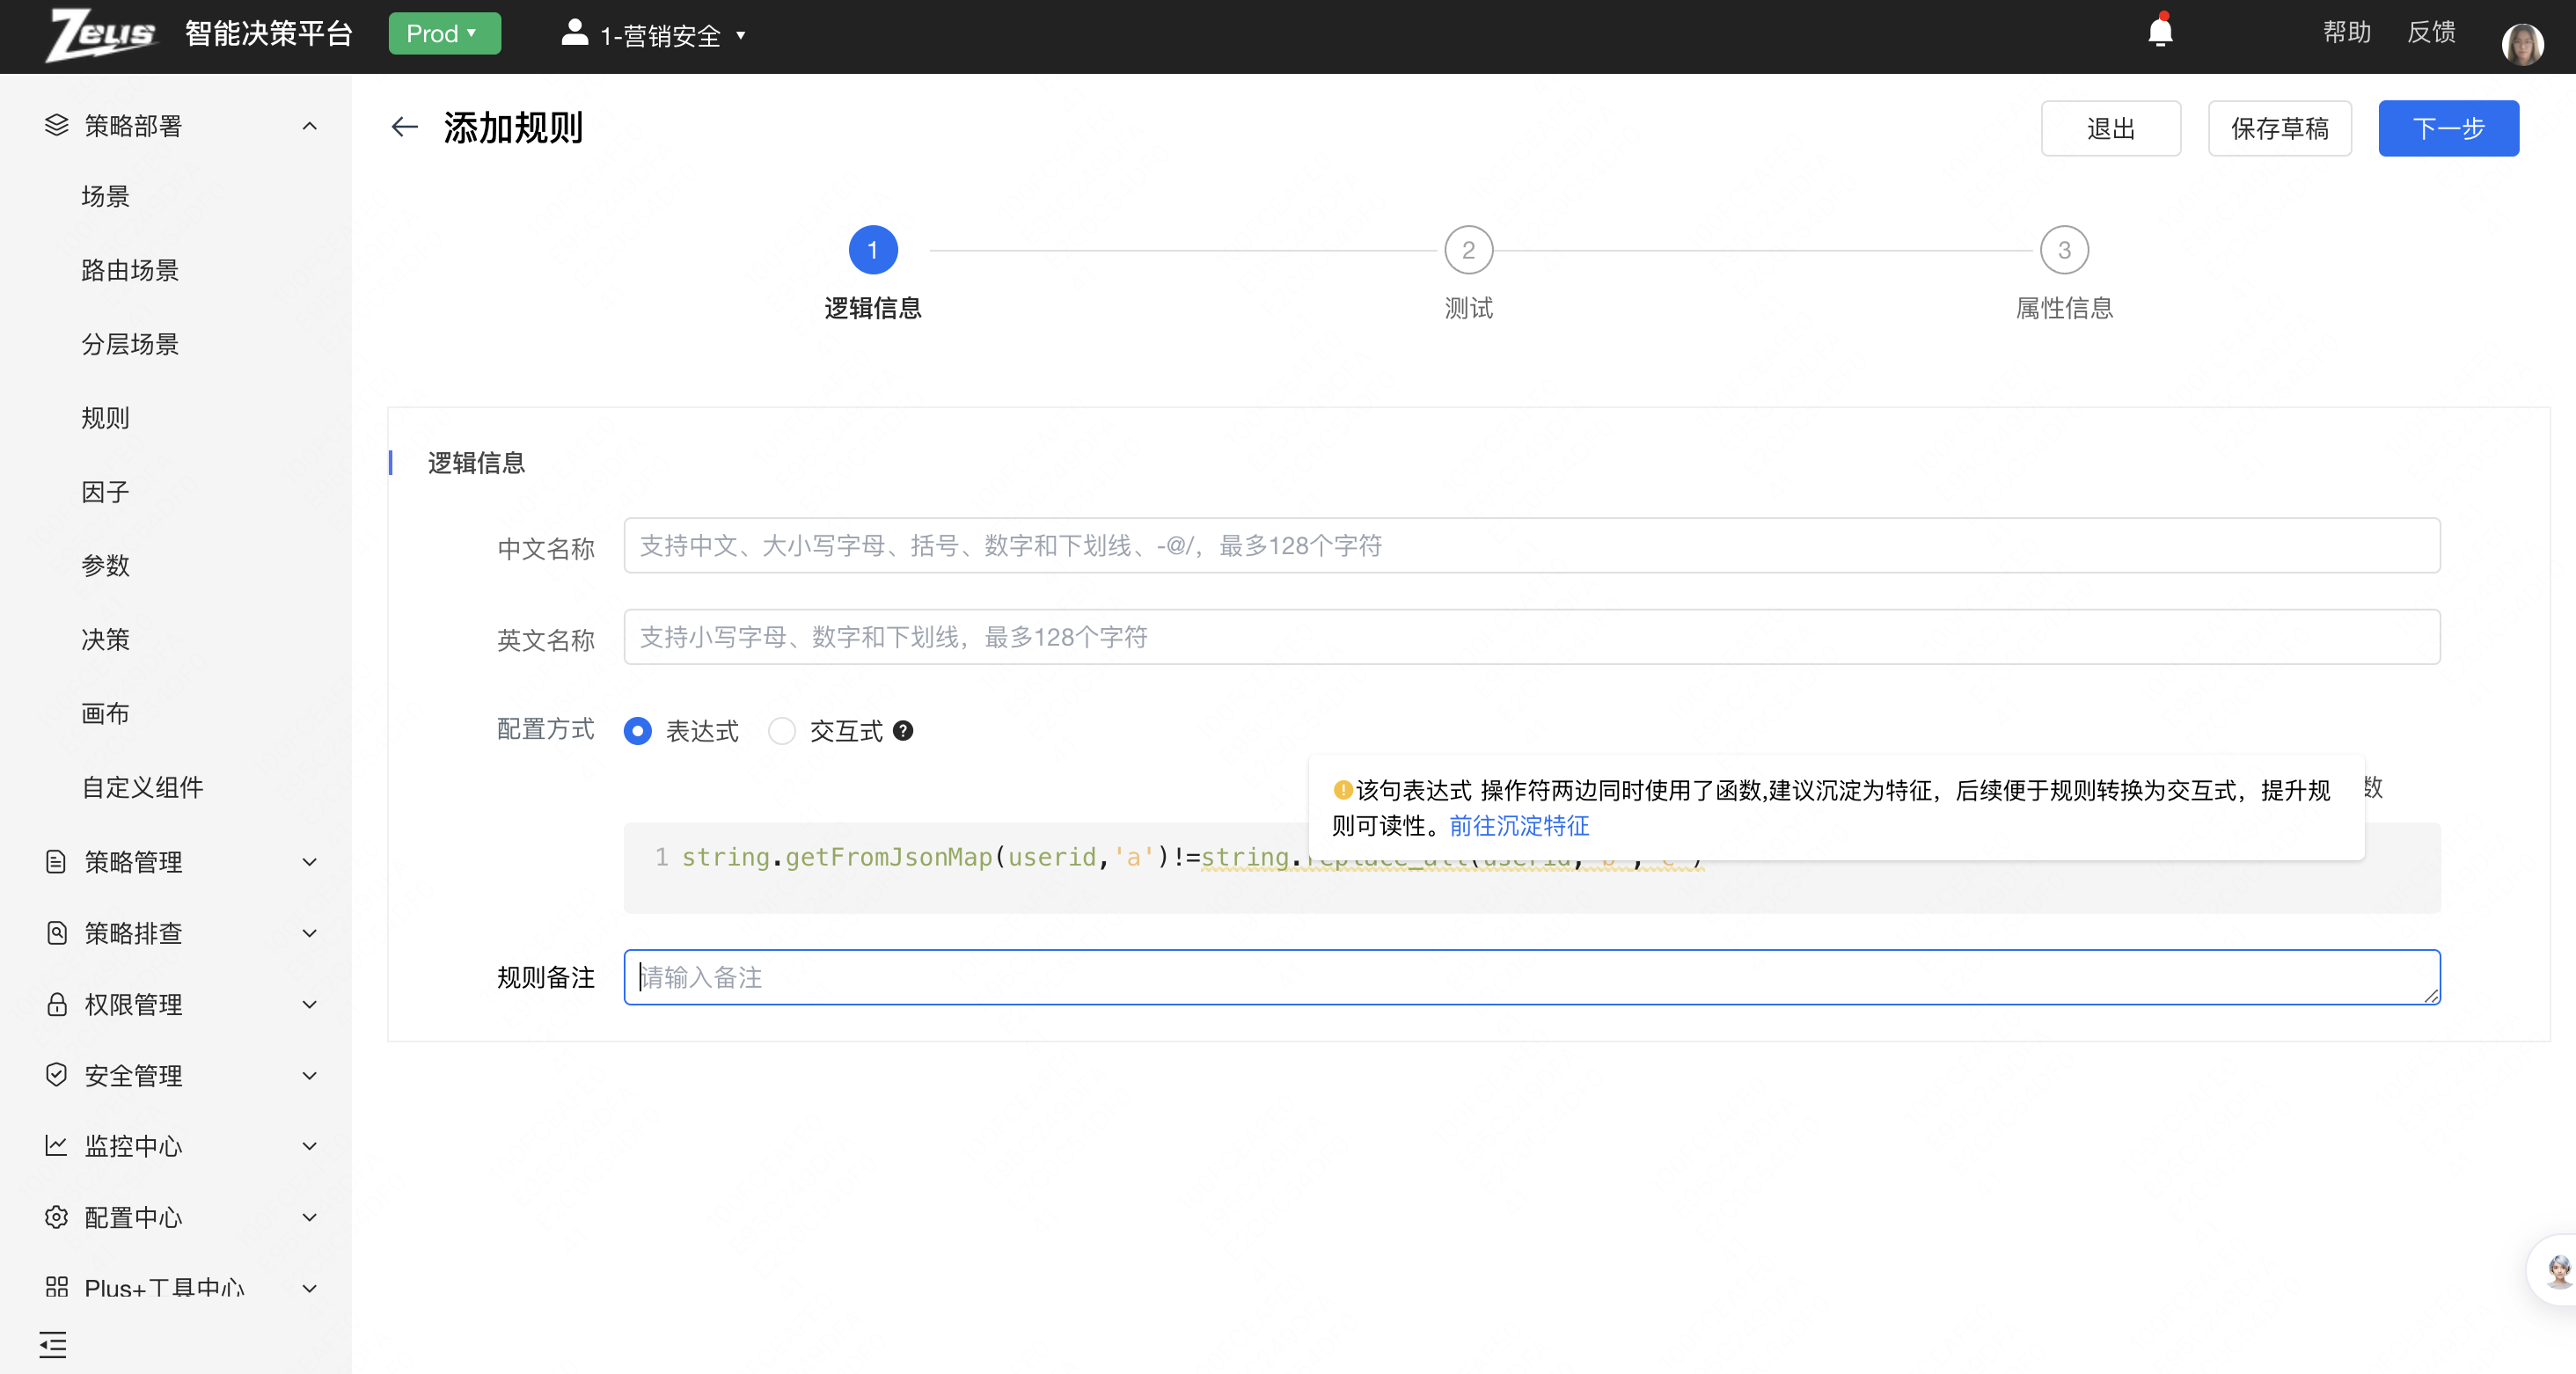 Zeus 智能决策平台 Prod 1-营销安全 帮助 反馈
策略部署
场景
路由场景
分层场景
规则
因子
参数
决策
画布
自定义组件
策略管理
策略排查
权限管理
安全管理
监控中心
配置中心
Plus+工具中心
添加规则
退出 保存草稿 下一步
1 2 3
逻辑信息 测试 属性信息
逻辑信息
中文名称 支持中文、大小写字母、括号、数字和下划线、-@/，最多128个字符
英文名称 支持小写字母、数字和下划线，最多128个字符
配置方式 表达式 交互式 ?
数
该句表达式 操作符两边同时使用了函数,建议沉淀为特征，后续便于规则转换为交互式，提升规
则可读性。前往沉淀特征
1 string.getFromJsonMap(userid,'a')!=string.replace_all(userid,'b','c')
规则备注 请输入备注